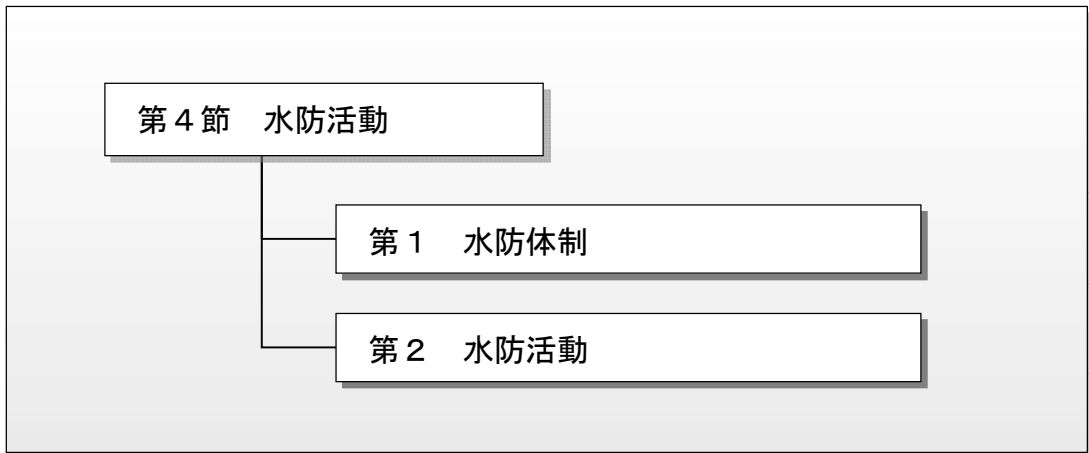 第４節　水防活動
第１　水防体制
第２　水防活動